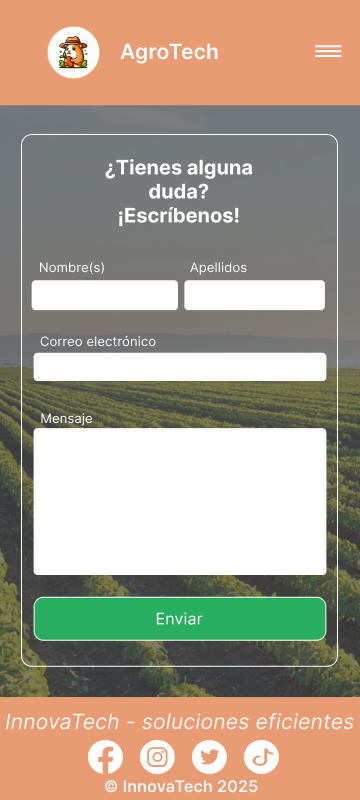 AgroTech
¿Tienes alguna
duda?
¡Escríbenos!
Nombre(s) Apellidos
Correo electrónico
Mensaje
Enviar
InnovaTech - soluciones eficientes
© InnovaTech 2025